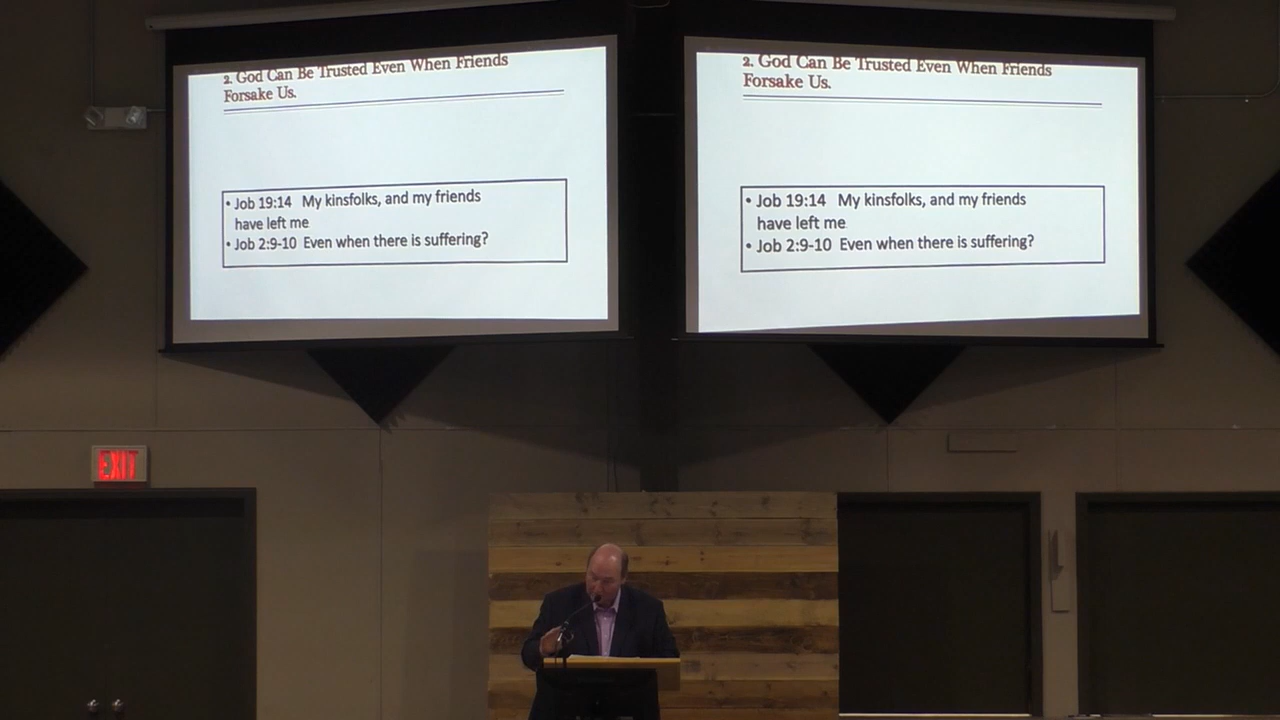 2. God Can Be Trusted Even When Friends
Forsake Us.
• Job 19:14 My kinsfolks, and my friends
have left me
• Job 2:9-10 Even when there is suffering?
2. God Can Be Trusted Even When Friends
Forsake Us.
• Job 19:14 My kinsfolks, and my friends
have left me
• Job 2:9-10 Even when there is suffering?
EXIT